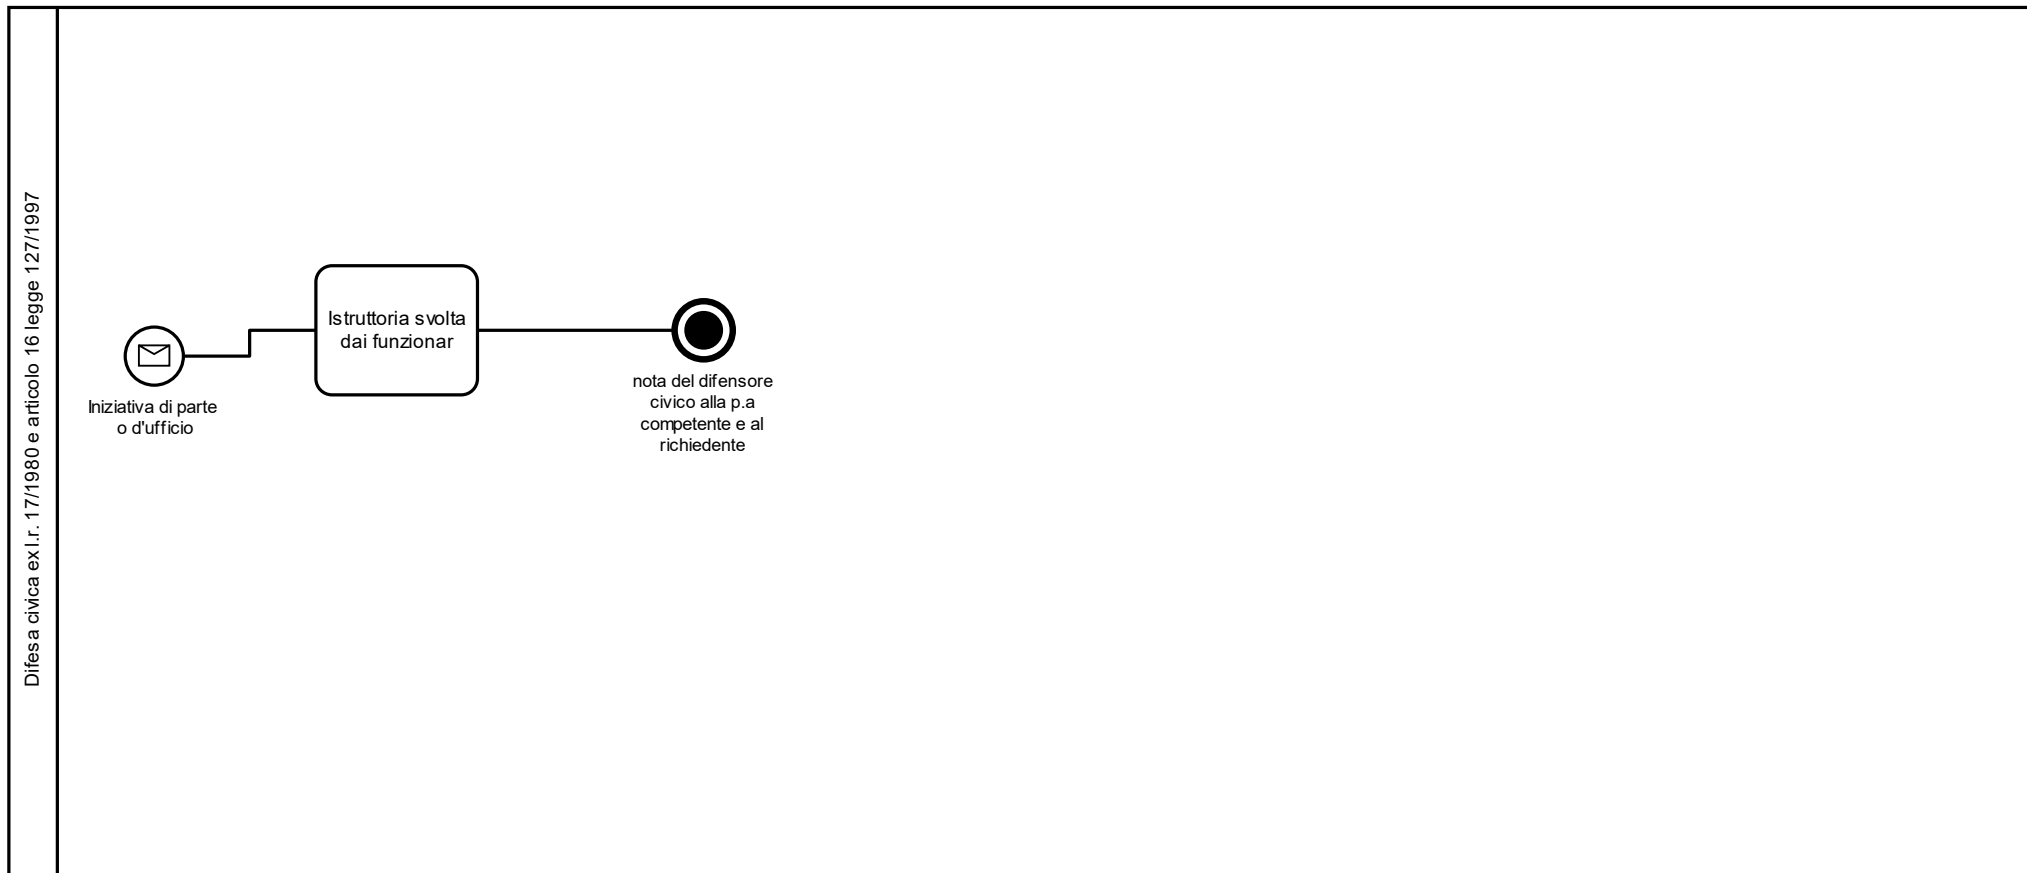 Difesa civica ex l.r. 17/1980 e articolo 16 legge 127/1997
Iniziativa di parte
o d'ufficio
Istruttoria svolta
dai funzionar
nota del difensore
civico alla p.a
competente e al
richiedente